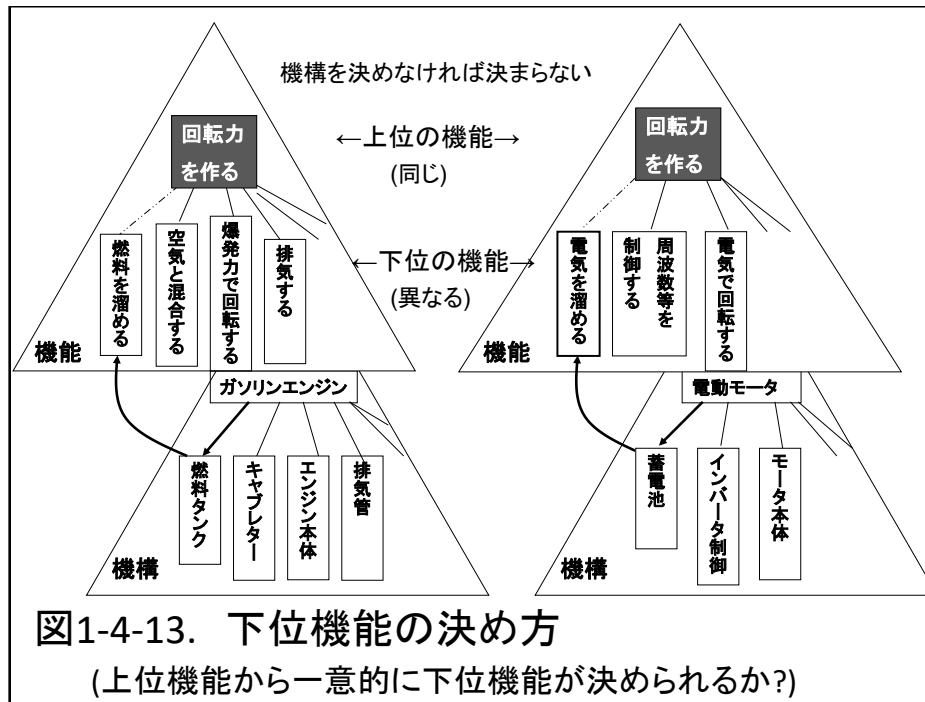 機構を決めなければ決まらない
回転力
を作る
←上位の機能→
(同じ)
回転力
を作る
燃料を溜める
空気と混合する
爆発力で回転する
排気する
←下位の機能→
(異なる)
電気を溜める
周波数等を
制御する
電気で回転する
機能
機能
ガソリンエンジン
電動モータ
燃料タンク
キャブレター
エンジン本体
排気管
蓄電池
インバータ制御
モータ本体
機構
機構
図1-4-13. 下位機能の決め方
(上位機能から一意的に下位機能が決められるか?)